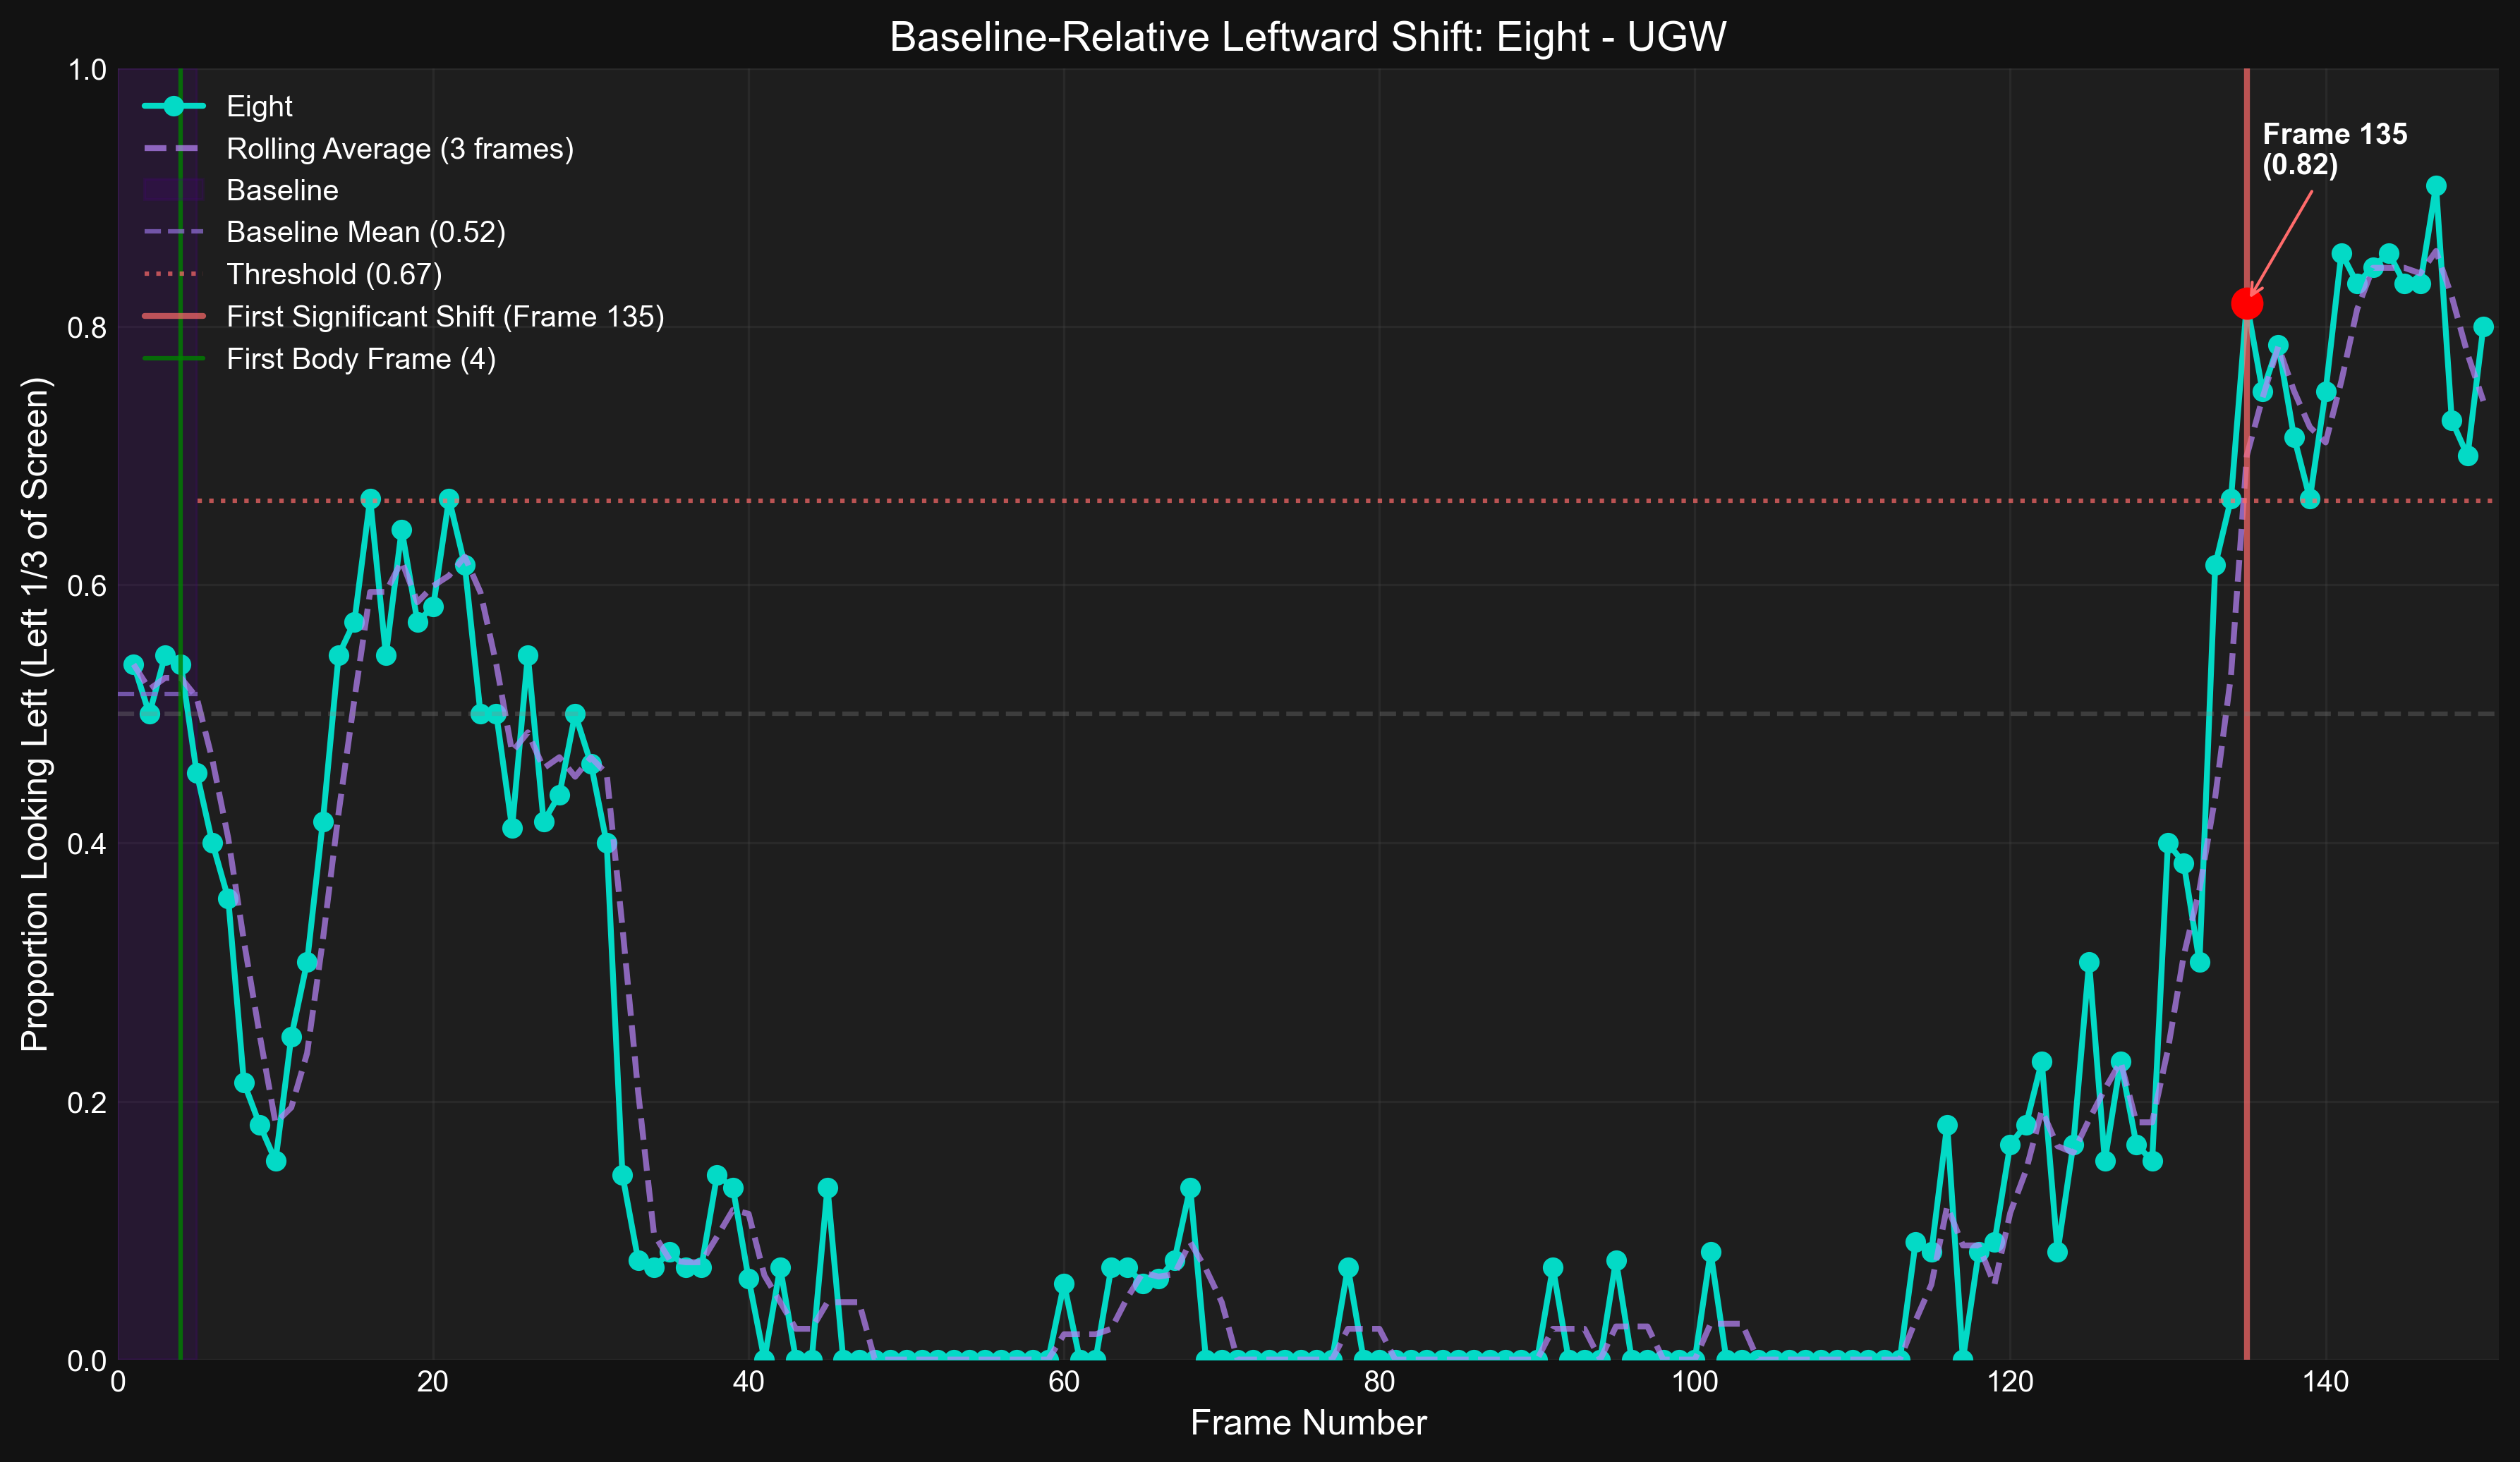 Baseline-Relative Leftward Shift: Eight - UGW
Eight
Rolling Average (3 frames)
Baseline
Baseline Mean (0.52)
Threshold (0.67)
First Significant Shift (Frame 135)
First Body Frame (4)
Frame 135
(0.82)
Proportion Looking Left (Left 1/3 of Screen)
1.0
0.8
0.6
0.4
0.2
0.0
0
20
40
60
80
100
120
140
Frame Number